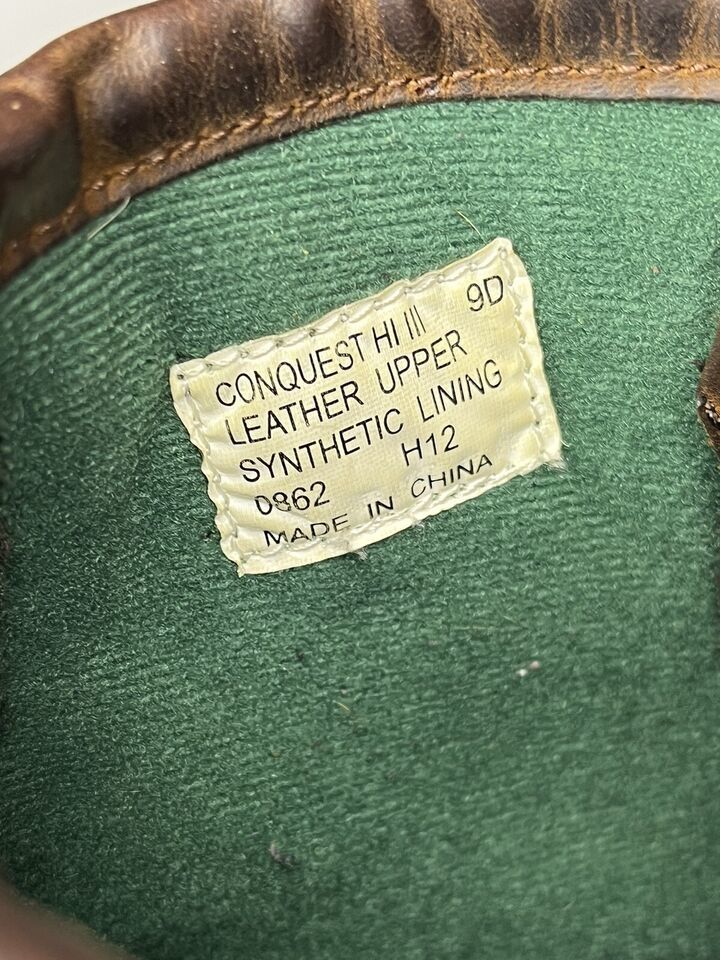 CONQUEST HI III 9D
LEATHER UPPER
SYNTHETIC LINING
0862 H12
MADE IN CHINA